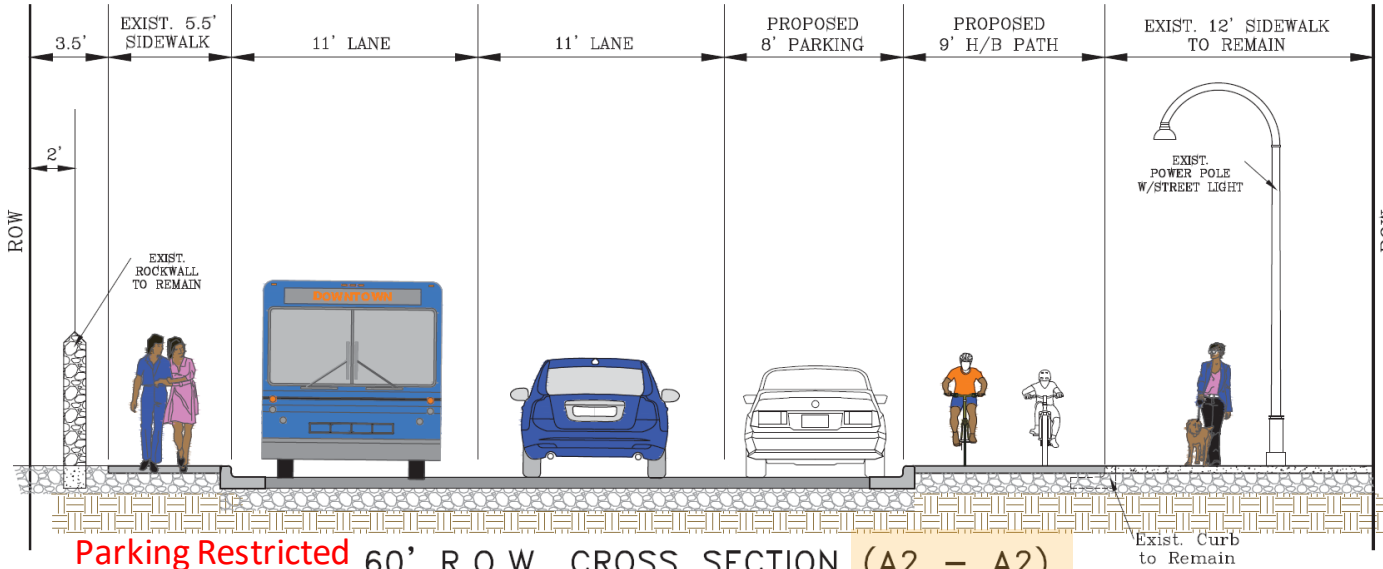 3.5'
EXIST. 5.5'
SIDEWALK
11' LANE
11' LANE
PROPOSED
8' PARKING
PROPOSED
9' H/B PATH
EXIST. 12' SIDEWALK
TO REMAIN
2'
ROW
EXIST.
ROCKWALL
TO REMAIN
DOWNTOWN
EXIST.
POWER POLE
W/STREET LIGHT
Parking Restricted
60' R.O.W. CROSS SECTION (A2 – A2)
Exist. Curb
to Remain